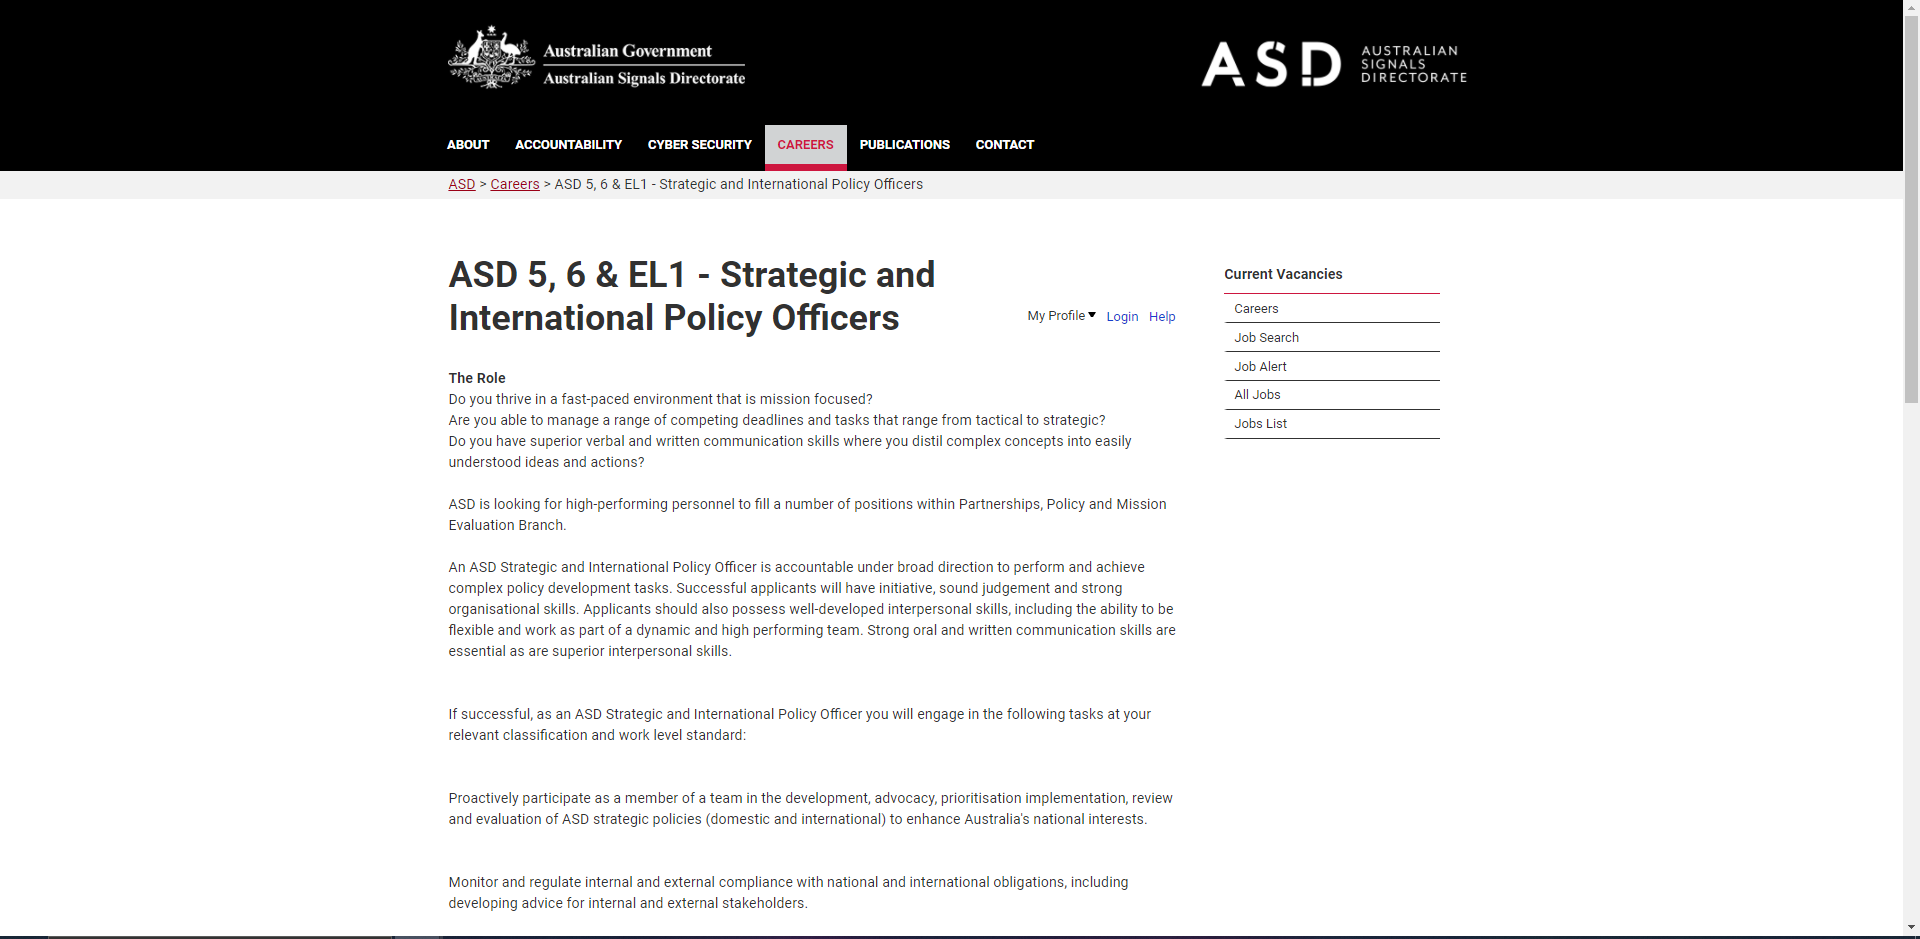 Australian Government
Australian Signals Directorate
ASD
AUSTRALIAN
SIGNALS
DIRECTORATE
ABOUT ACCOUNTABILITY CYBER SECURITY CAREERS PUBLICATIONS CONTACT
ASD > Careers > ASD 5, 6 & EL1 - Strategic and International Policy Officers
ASD 5, 6 & EL1 - Strategic and
International Policy Officers
My Profile Login Help
The Role
Do you thrive in a fast-paced environment that is mission focused?
Are you able to manage a range of competing deadlines and tasks that range from tactical to strategic?
Do you have superior verbal and written communication skills where you distil complex concepts into easily
understood ideas and actions?
ASD is looking for high-performing personnel to fill a number of positions within Partnerships, Policy and Mission
Evaluation Branch.
An ASD Strategic and International Policy Officer is accountable under broad direction to perform and achieve
complex policy development tasks. Successful applicants will have initiative, sound judgement and strong
organisational skills. Applicants should also possess well-developed interpersonal skills, including the ability to be
flexible and work as part of a dynamic and high performing team. Strong oral and written communication skills are
essential as are superior interpersonal skills.
If successful, as an ASD Strategic and International Policy Officer you will engage in the following tasks at your
relevant classification and work level standard:
Proactively participate as a member of a team in the development, advocacy, prioritisation implementation, review
and evaluation of ASD strategic policies (domestic and international) to enhance Australia's national interests.
Monitor and regulate internal and external compliance with national and international obligations, including
developing advice for internal and external stakeholders.
Current Vacancies
Careers
Job Search
Job Alert
All Jobs
Jobs List